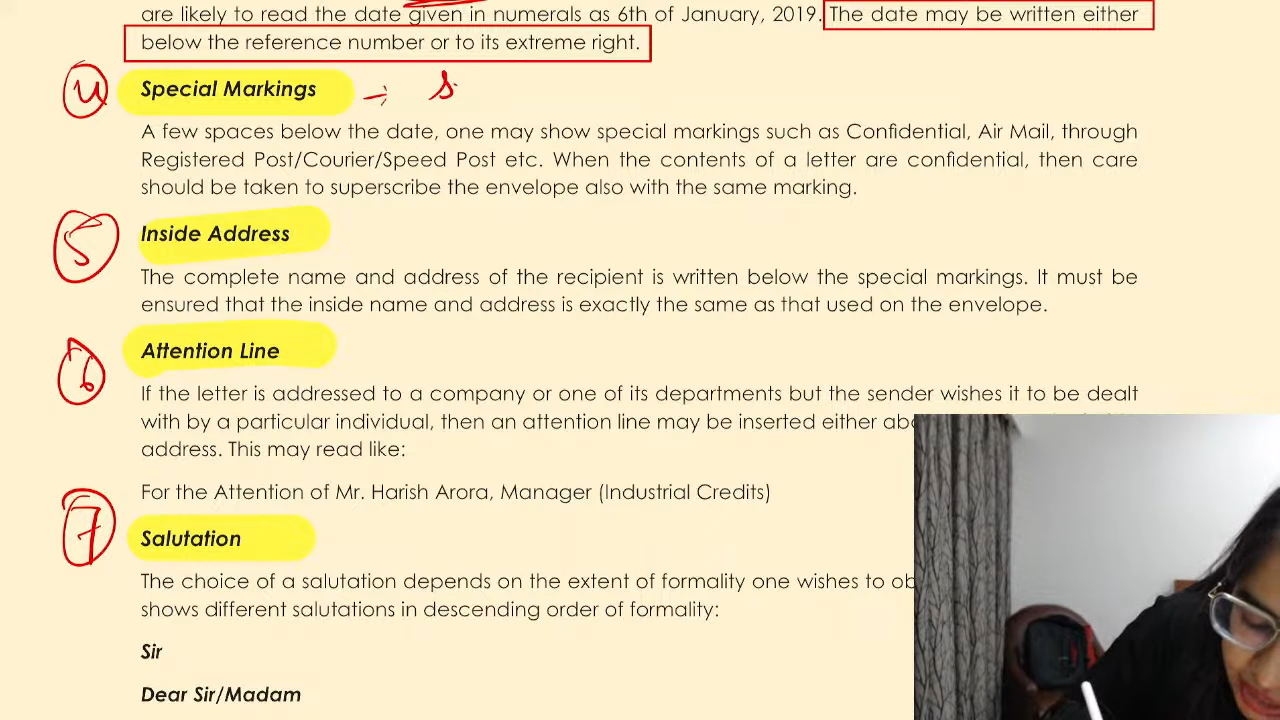 are likely to read the date given in numerals as 6th of January, 2019. The date may be written either
below the reference number or to its extreme right.
4 Special Markings → S
A few spaces below the date, one may show special markings such as Confidential, Air Mail, through
Registered Post/Courier/Speed Post etc. When the contents of a letter are confidential, then care
should be taken to superscribe the envelope also with the same marking.
5 Inside Address
The complete name and address of the recipient is written below the special markings. It must be
ensured that the inside name and address is exactly the same as that used on the envelope.
6 Attention Line
If the letter is addressed to a company or one of its departments but the sender wishes it to be dealt
with by a particular individual, then an attention line may be inserted either
address. This may read like:
For the Attention of Mr. Harish Arora, Manager (Industrial Credits)
7 Salutation
The choice of a salutation depends on the extent of formality one wishes to
shows different salutations in descending order of formality:
Sir
Dear Sir/Madam